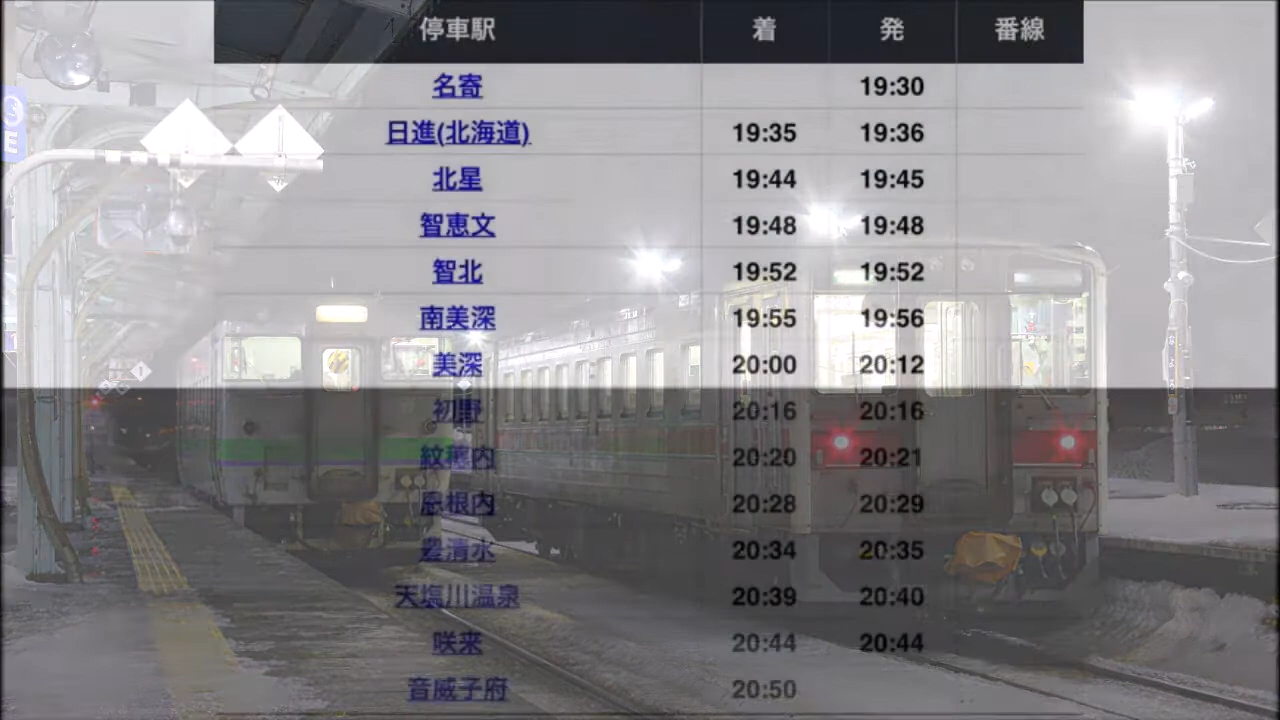 停車駅 着 発 番線
名寄 19:30
日進(北海道) 19:35 19:36
北星 19:44 19:45
智恵文 19:48 19:48
智北 19:52 19:52
南美深 19:55 19:56
美深 20:00 20:12
初野 20:16 20:16
紋穂内 20:20 20:21
恩根内 20:28 20:29
豊清水 20:34 20:35
天塩川温泉 20:39 20:40
咲来 20:44 20:44
音威子府 20:50